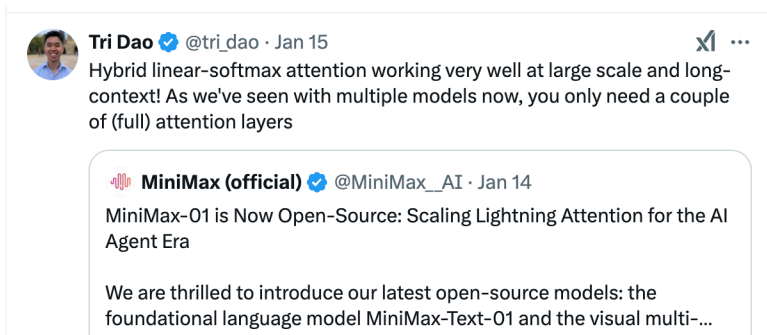 Tri Dao @tri_dao · Jan 15
Hybrid linear-softmax attention working very well at large scale and long-
context! As we've seen with multiple models now, you only need a couple
of (full) attention layers
MiniMax (official) @MiniMax__AI · Jan 14
MiniMax-01 is Now Open-Source: Scaling Lightning Attention for the AI
Agent Era
We are thrilled to introduce our latest open-source models: the
foundational language model MiniMax-Text-01 and the visual multi-...